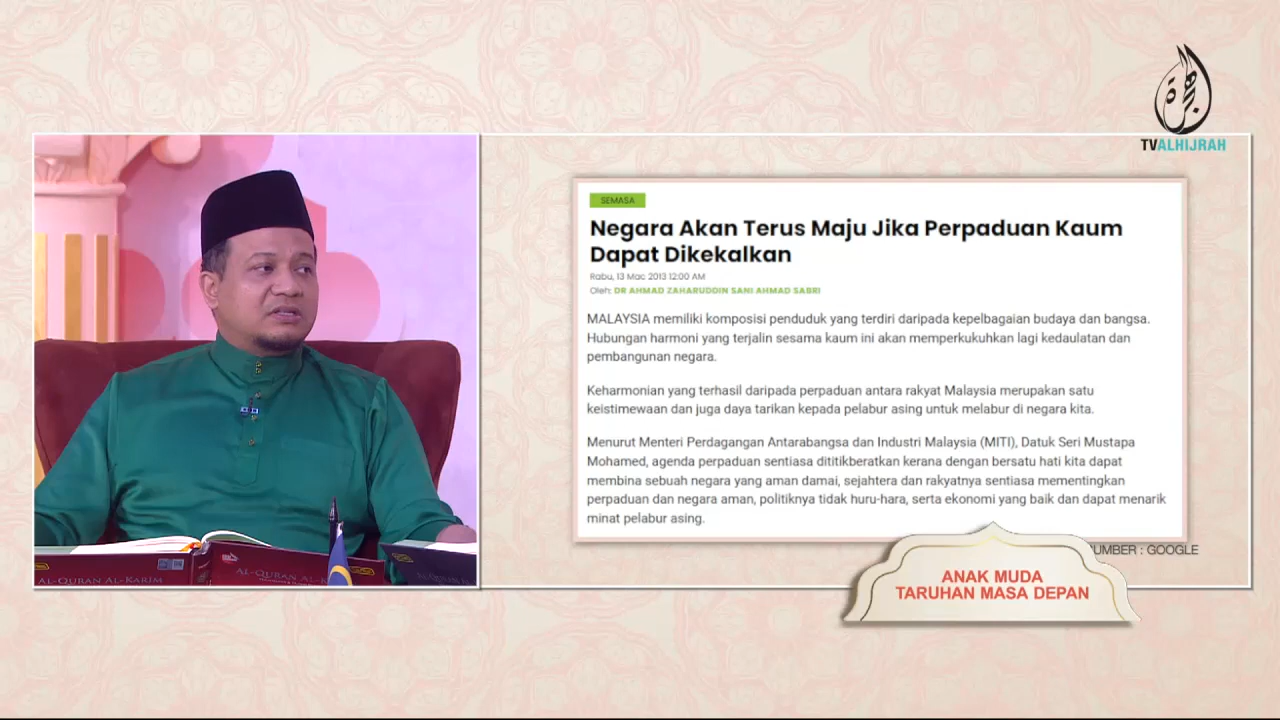 هجرة
TVALHIJRAH
SEMASA
Negara Akan Terus Maju Jika Perpaduan Kaum
Dapat Dikekalkan
Rabu, 13 Mac 2013 12:00 AM
Oleh: DR AHMAD ZAHARUDDIN SANI AHMAD SABRI
MALAYSIA memiliki komposisi penduduk yang terdiri daripada kepelbagaian budaya dan bangsa.
Hubungan harmoni yang terjalin sesama kaum ini akan memperkukuhkan lagi kedaulatan dan
pembangunan negara.
Keharmonian yang terhasil daripada perpaduan antara rakyat Malaysia merupakan satu
keistimewaan dan juga daya tarikan kepada pelabur asing untuk melabur di negara kita.
Menurut Menteri Perdagangan Antarabangsa dan Industri Malaysia (MITI), Datuk Seri Mustapa
Mohamed, agenda perpaduan sentiasa dititikberatkan kerana dengan bersatu hati kita dapat
membina sebuah negara yang aman damai, sejahtera dan rakyatnya sentiasa mementingkan
perpaduan dan negara aman, politiknya tidak huru-hara, serta ekonomi yang baik dan dapat menarik
minat pelabur asing.
UMBER : GOOGLE
ANAK MUDA
TARUHAN MASA DEPAN
AL-QURAN AL-KARIM
AL-QURAN AL-K